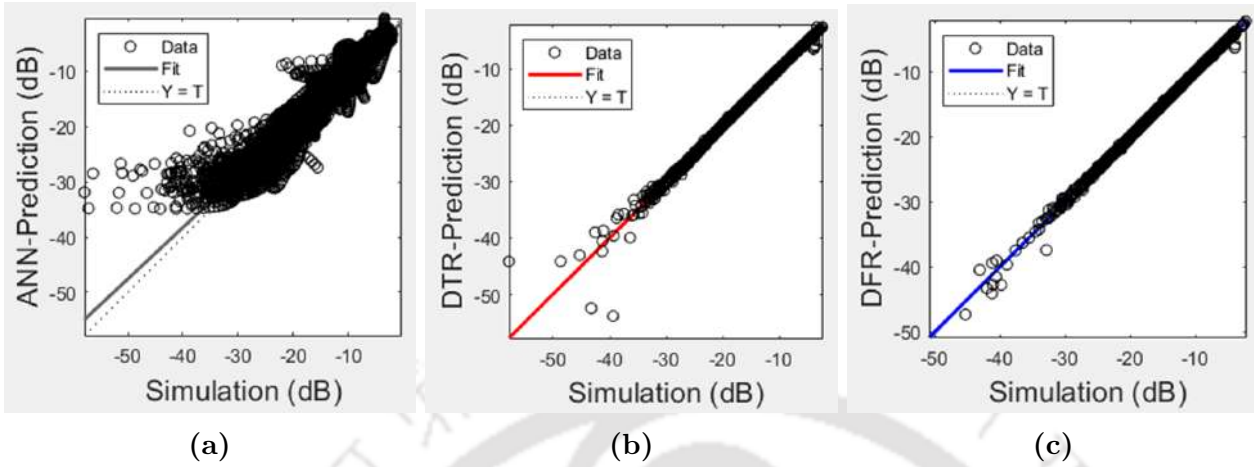 ANN-Prediction (dB)
Data
Fit
Y = T
-10
-20
-30
-40
-50
-50
-40
-30
-20
-10
Simulation (dB)
(a)
DTR-Prediction (dB)
Data
Fit
Y = T
-10
-20
-30
-40
-50
-50
-40
-30
-20
-10
Simulation (dB)
(b)
DFR-Prediction (dB)
Data
Fit
Y = T
-10
-20
-30
-40
-50
-50
-40
-30
-20
-10
Simulation (dB)
(c)